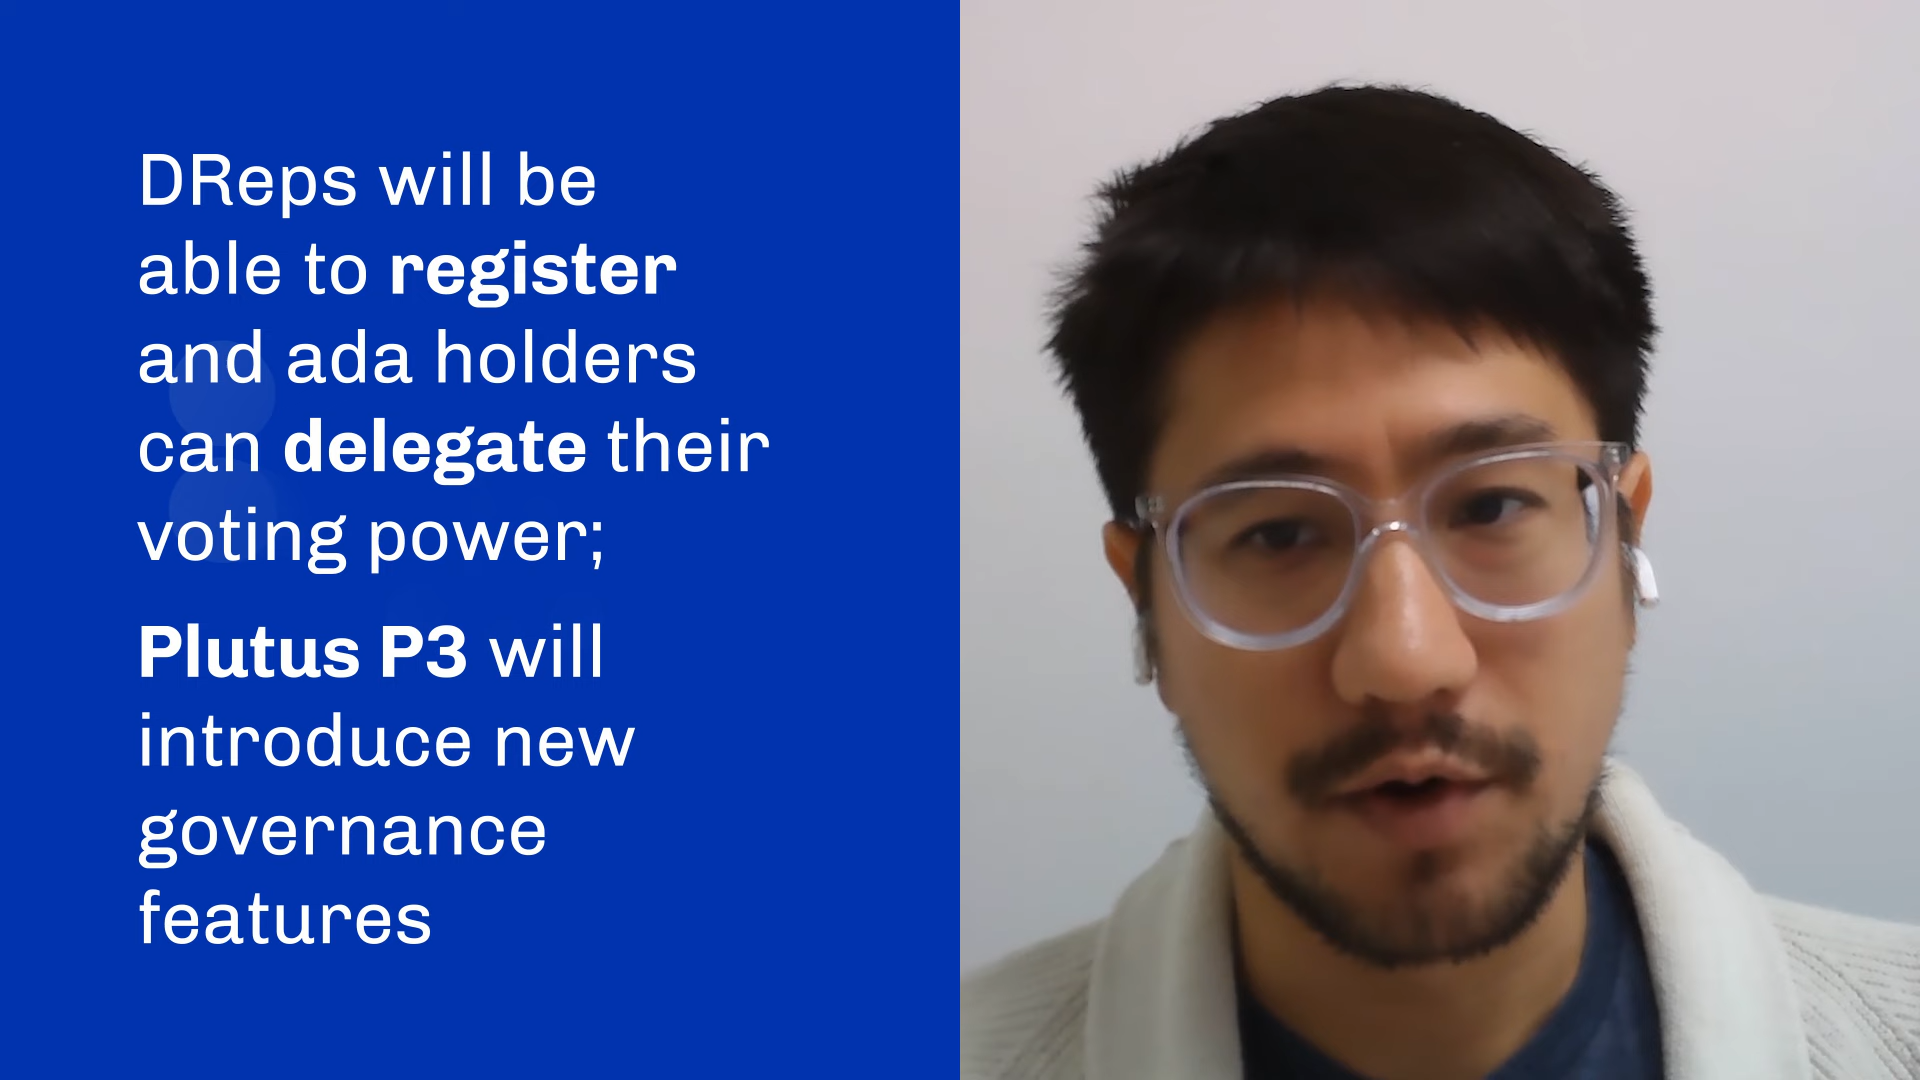 DReps will be
able to register
and ada holders
can delegate their
voting power;
Plutus P3 will
introduce new
governance
features